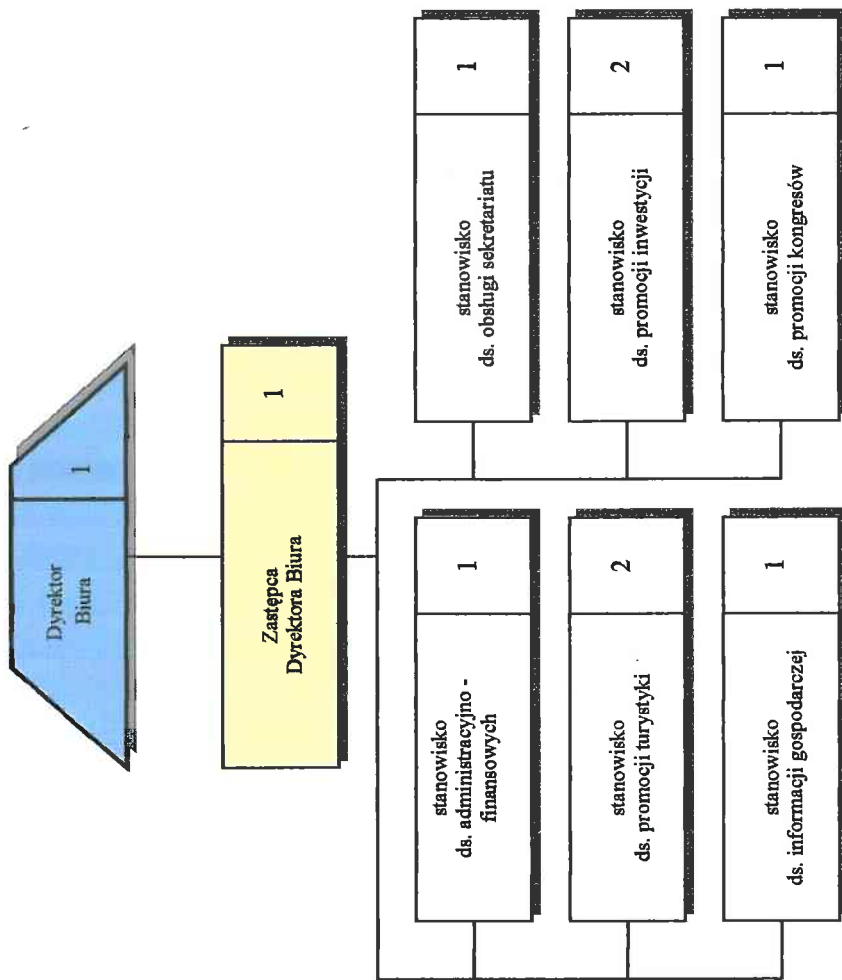 Dyrektor
Biura
1
Zastępca
Dyrektora Biura
1
stanowisko
ds. administracyjno -
finansowych
1
stanowisko
ds. promocji turystyki
2
stanowisko
ds. informacji gospodarczej
1
stanowisko
ds. obsługi sekretariatu
1
stanowisko
ds. promocji inwestycji
2
stanowisko
ds. promocji kongresów
1